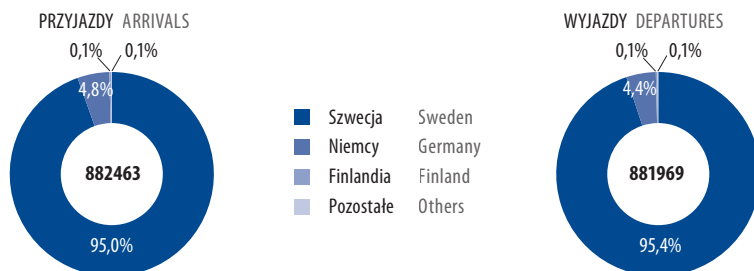 PRZYJAZDY ARRIVALS
0,1% 0,1%
4,8%
882463
95,0%
Szwecja Sweden
Niemcy Germany
Finlandia Finland
Pozostałe Others
WYJAZDY DEPARTURES
0,1% 0,1%
4,4%
881969
95,4%